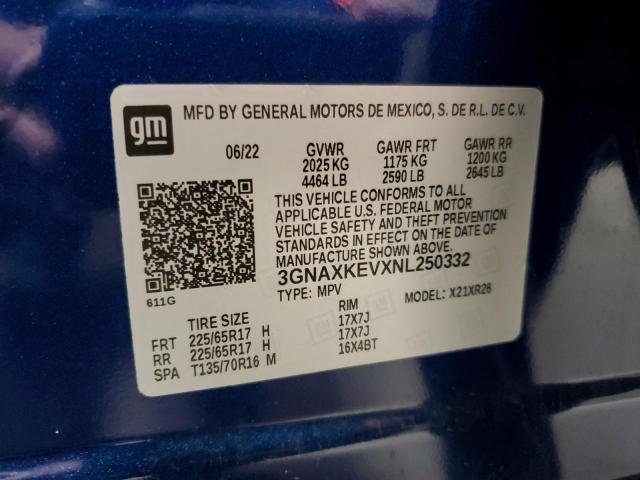 gm
MFD BY GENERAL MOTORS DE MEXICO, S. DE R.L. DE C.V.
06/22 GVWR GAWR FRT GAWR RR
2025 KG 1175 KG 1200 KG
4464 LB 2590 LB 2645 LB
THIS VEHICLE CONFORMS TO ALL
APPLICABLE U.S. FEDERAL MOTOR
VEHICLE SAFETY AND THEFT PREVENTION
STANDARDS IN EFFECT ON THE DATE OF
MANUFACTURE SHOWN ABOVE.
3GNAXKEVXNL250332
TYPE: MPV MODEL: X21XR26
611G
TIRE SIZE RIM
FRT 225/65R17 H 17X7J
RR 225/65R17 H 17X7J
SPA T135/70R16 M 16X4BT